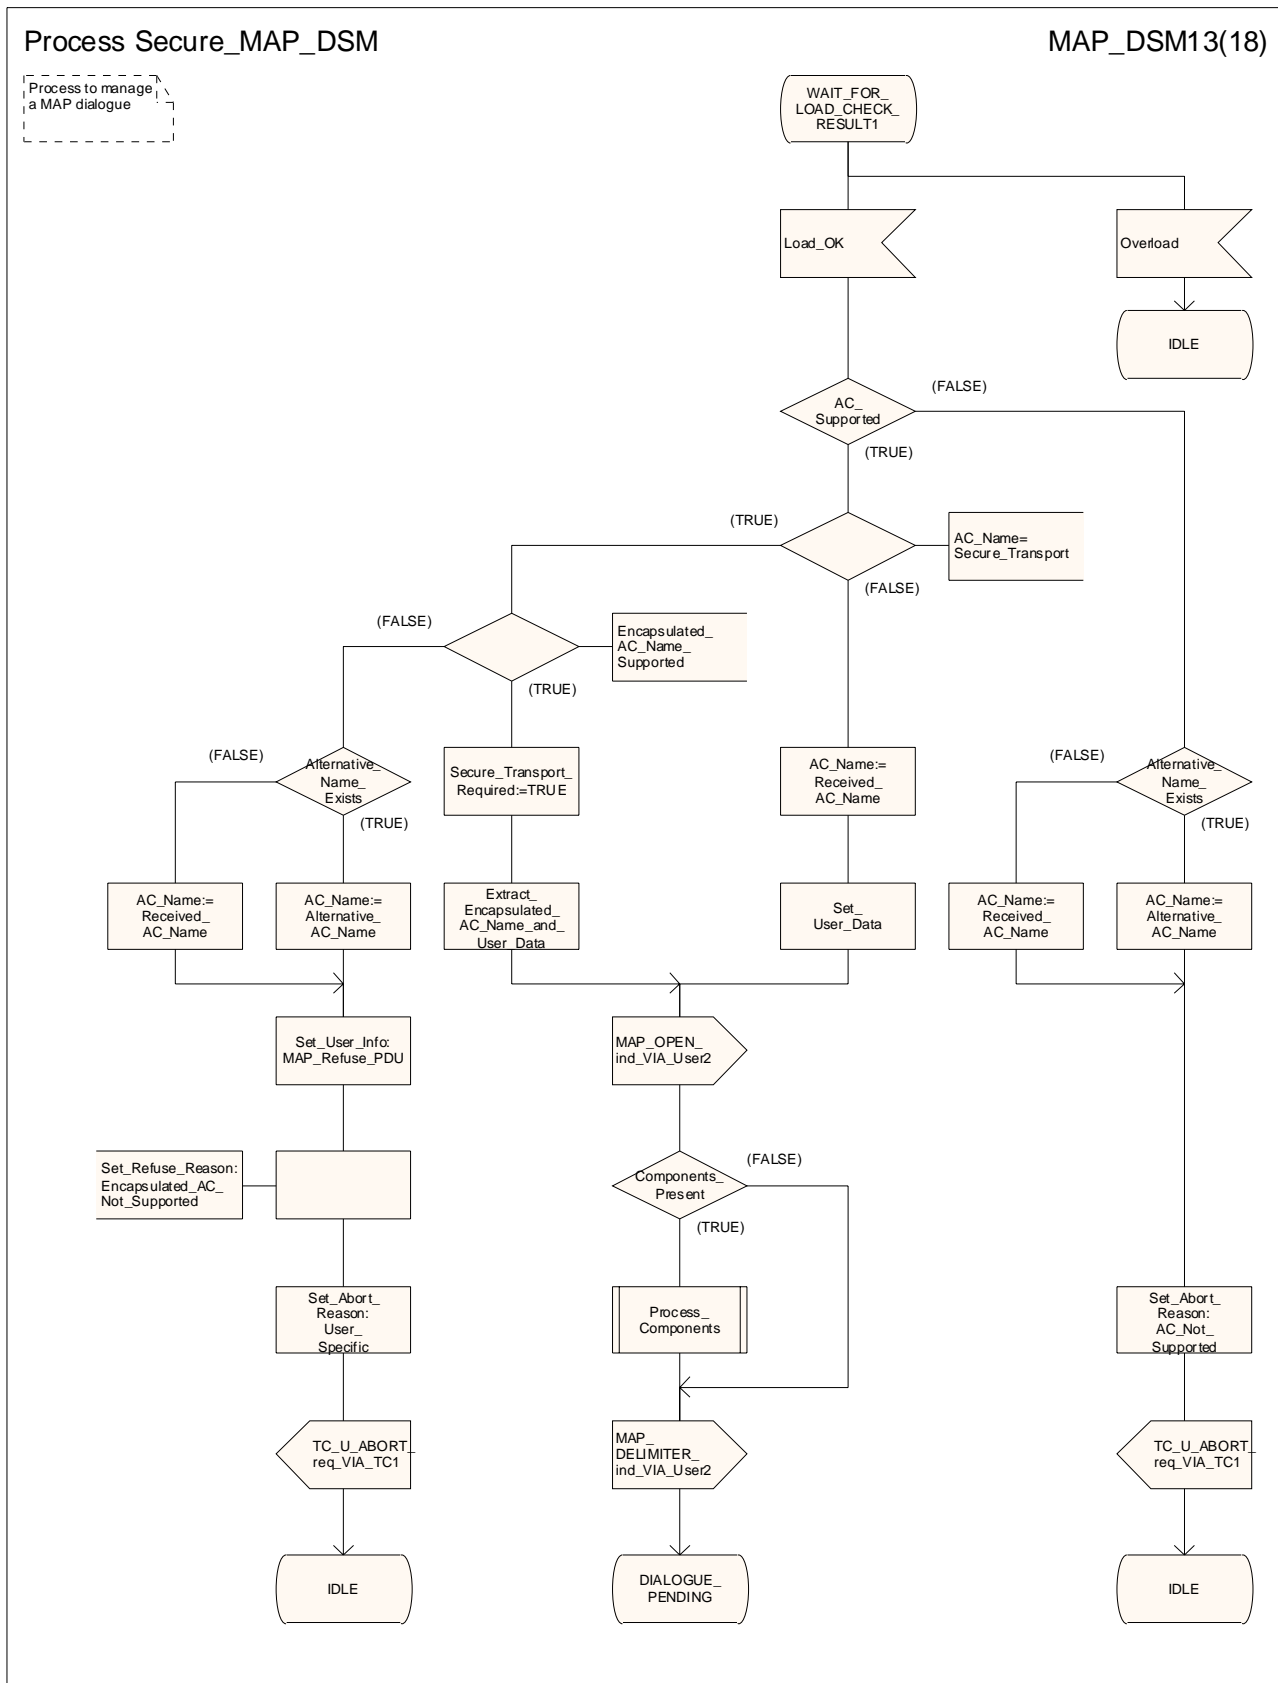 Process Secure_MAP_DSM
MAP_DSM13(18)
Process to manage
a MAP dialogue
WAIT_FOR_
LOAD_CHECK_
RESULT1
Load_OK
Overload
IDLE
AC_
Supported
(FALSE)
(TRUE)
(TRUE)
AC_Name=
Secure_Transport
(FALSE)
(FALSE)
Encapsulated_
AC_Name_
Supported
(TRUE)
(FALSE)
Alternative_
Name_
Exists
(TRUE)
Secure_Transport_
Required:=TRUE
AC_Name:=
Received_
AC_Name
(FALSE)
Alternative_
Name_
Exists
(TRUE)
AC_Name:=
Received_
AC_Name
AC_Name:=
Alternative_
AC_Name
Extract_
Encapsulated_
AC_Name_and_
User_Data
Set_
User_Data
AC_Name:=
Received_
AC_Name
AC_Name:=
Alternative_
AC_Name
Set_User_Info:
MAP_Refuse_PDU
MAP_OPEN_
ind_VIA_User2
Set_Refuse_Reason:
Encapsulated_AC_
Not_Supported
Components_
Present
(FALSE)
(TRUE)
Set_Abort_
Reason:
User_
Specific
Process_
Components
Set_Abort_
Reason:
AC_Not_
Supported
TC_U_ABORT_
req_VIA_TC1
MAP_
DELIMITER_
ind_VIA_User2
TC_U_ABORT_
req_VIA_TC1
IDLE
DIALOGUE_
PENDING
IDLE